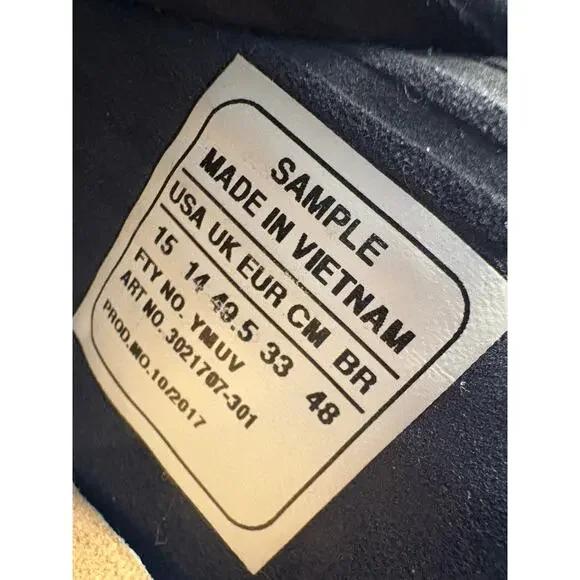 SAMPLE
MADE IN VIETNAM
USA UK EUR CM BR
15 14 49.5 33 48
FTY NO. YMUV
ART NO. 3021707-301
PROD.MO.10/2017